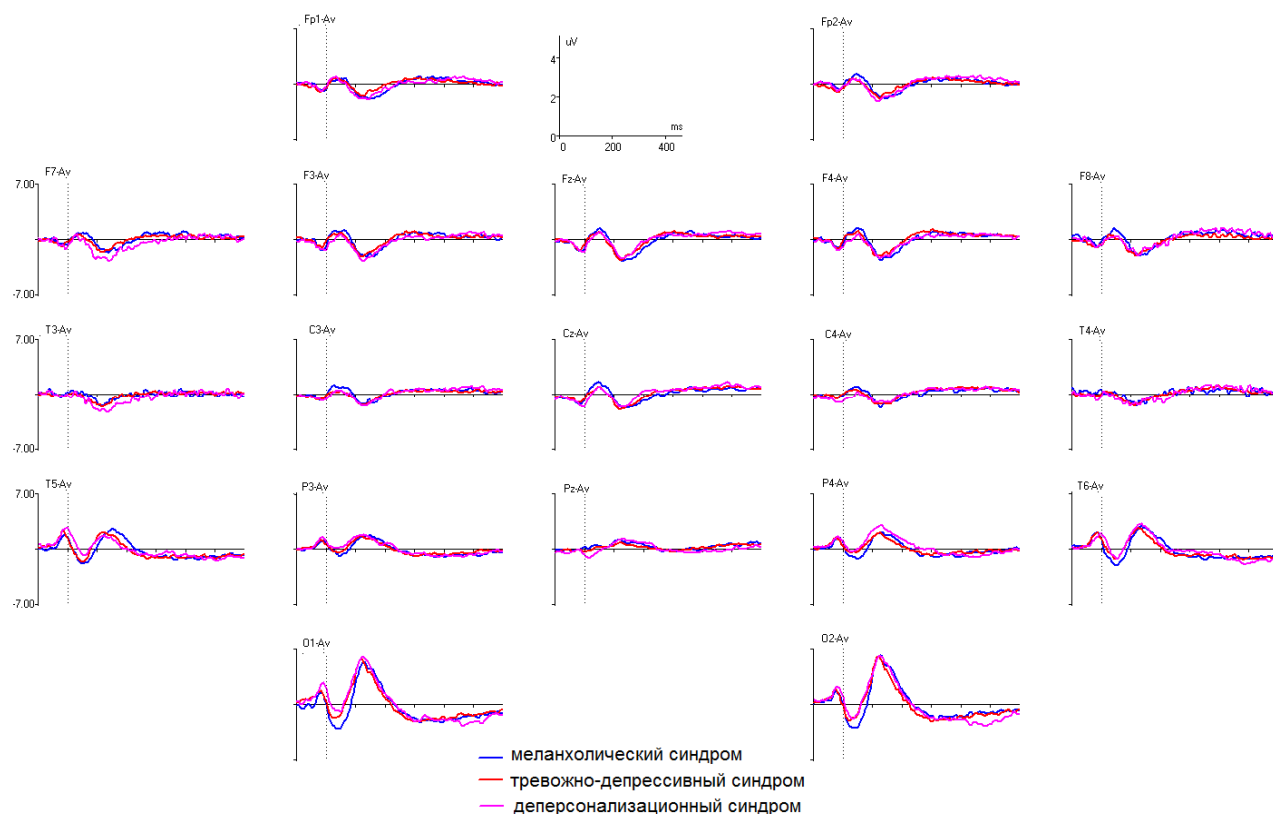 Fp1-Av
Fp2-Av
uV
4
2
0
ms
0 200 400
F7-Av
F3-Av
Fz-Av
F4-Av
F8-Av
7.00
-7.00
T3-Av
C3-Av
Cz-Av
C4-Av
T4-Av
7.00
-7.00
T5-Av
P3-Av
Pz-Av
P4-Av
T6-Av
7.00
-7.00
O1-Av
O2-Av
меланхолический синдром
тревожно-депрессивный синдром
деперсонализационный синдром